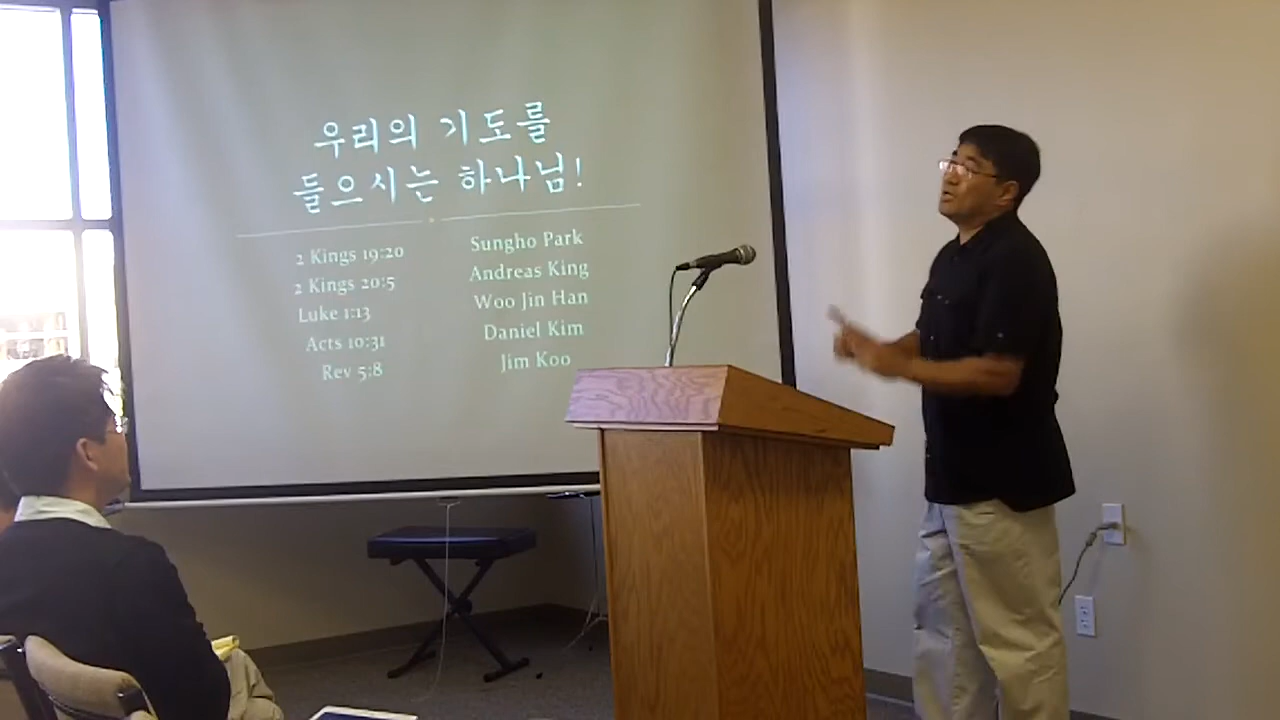 우리의 기도를
들으시는 하나님!
2 Kings 19:20 Sungho Park
2 Kings 20:5 Andreas King
Luke 1:13 Woo Jin Han
Acts 10:31 Daniel Kim
Rev 5:8 Jim Koo